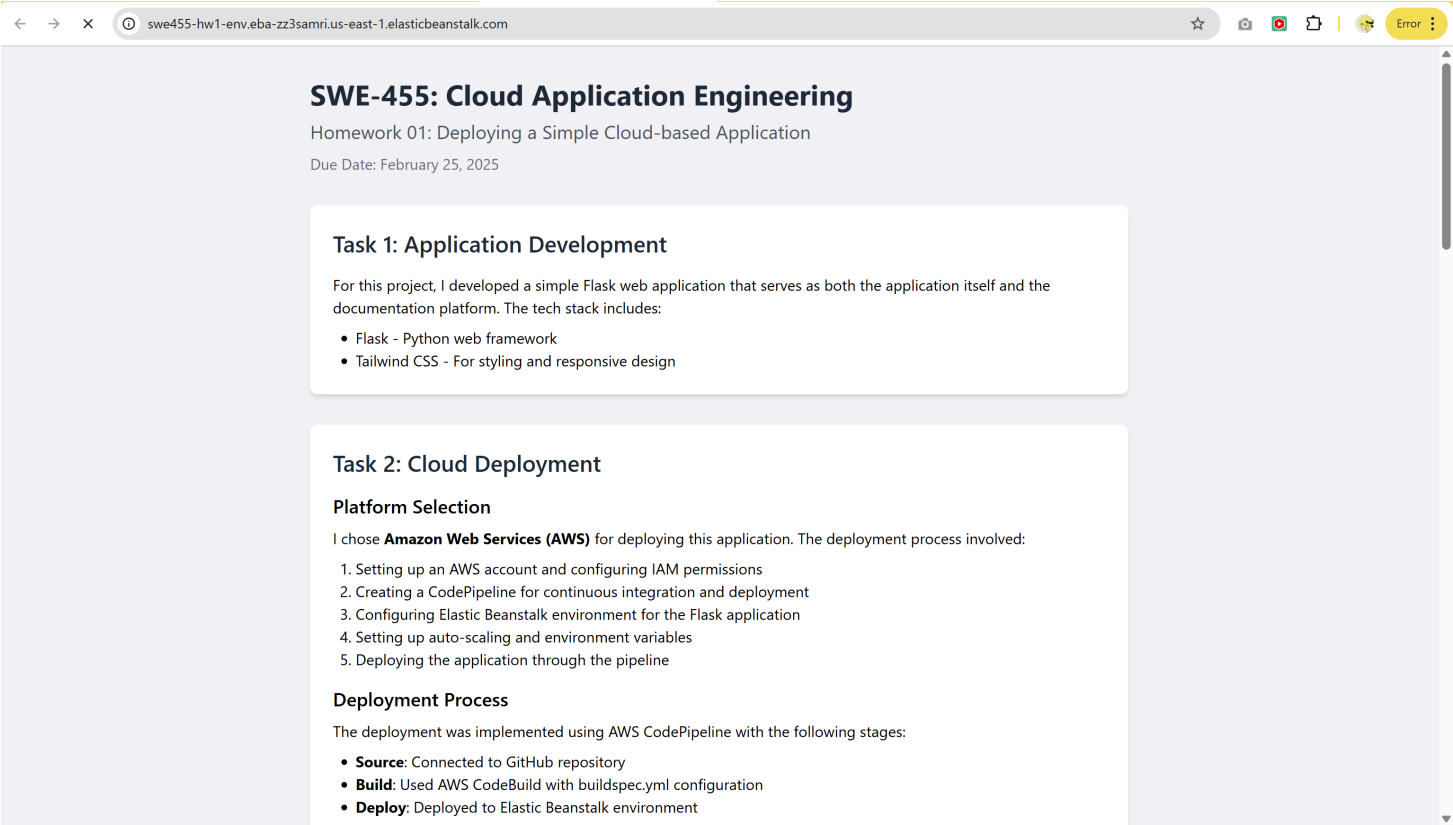 swe455-hw1-env.eba-zz3samri.us-east-1.elasticbeanstalk.com
Error
SWE-455: Cloud Application Engineering
Homework 01: Deploying a Simple Cloud-based Application
Due Date: February 25, 2025
Task 1: Application Development
For this project, I developed a simple Flask web application that serves as both the application itself and the
documentation platform. The tech stack includes:
• Flask - Python web framework
• Tailwind CSS - For styling and responsive design
Task 2: Cloud Deployment
Platform Selection
I chose Amazon Web Services (AWS) for deploying this application. The deployment process involved:
1. Setting up an AWS account and configuring IAM permissions
2. Creating a CodePipeline for continuous integration and deployment
3. Configuring Elastic Beanstalk environment for the Flask application
4. Setting up auto-scaling and environment variables
5. Deploying the application through the pipeline
Deployment Process
The deployment was implemented using AWS CodePipeline with the following stages:
• Source: Connected to GitHub repository
• Build: Used AWS CodeBuild with buildspec.yml configuration
• Deploy: Deployed to Elastic Beanstalk environment